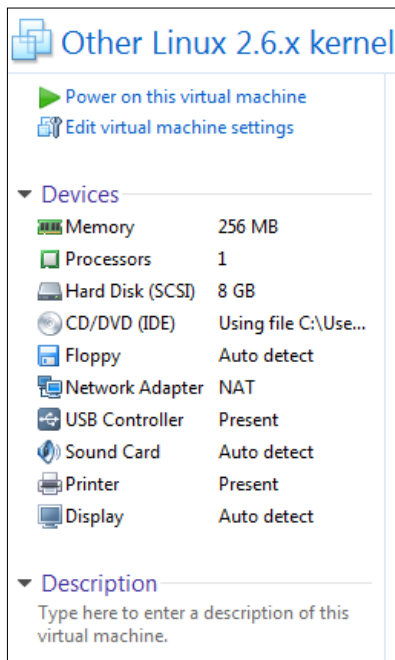 Other Linux 2.6.x kernel
Power on this virtual machine
Edit virtual machine settings
Devices
Memory 256 MB
Processors 1
Hard Disk (SCSI) 8 GB
CD/DVD (IDE) Using file C:\Use...
Floppy Auto detect
Network Adapter NAT
USB Controller Present
Sound Card Auto detect
Printer Present
Display Auto detect
Description
Type here to enter a description of this
virtual machine.